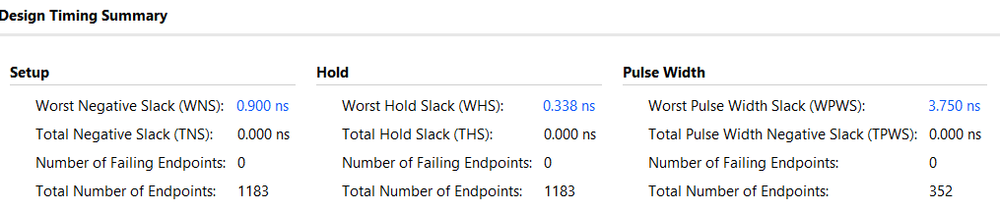 Design Timing Summary
Setup Hold Pulse Width
Worst Negative Slack (WNS): 0.900 ns Worst Hold Slack (WHS): 0.338 ns Worst Pulse Width Slack (WPWS): 3.750 ns
Total Negative Slack (TNS): 0.000 ns Total Hold Slack (THS): 0.000 ns Total Pulse Width Negative Slack (TPWS): 0.000 ns
Number of Failing Endpoints: 0 Number of Failing Endpoints: 0 Number of Failing Endpoints: 0
Total Number of Endpoints: 1183 Total Number of Endpoints: 1183 Total Number of Endpoints: 352